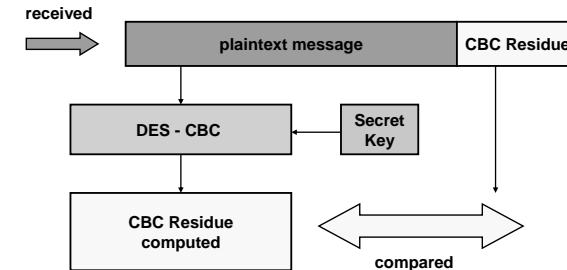 received
plaintext message
CBC Residue
DES - CBC
Secret
Key
CBC Residue
computed
compared